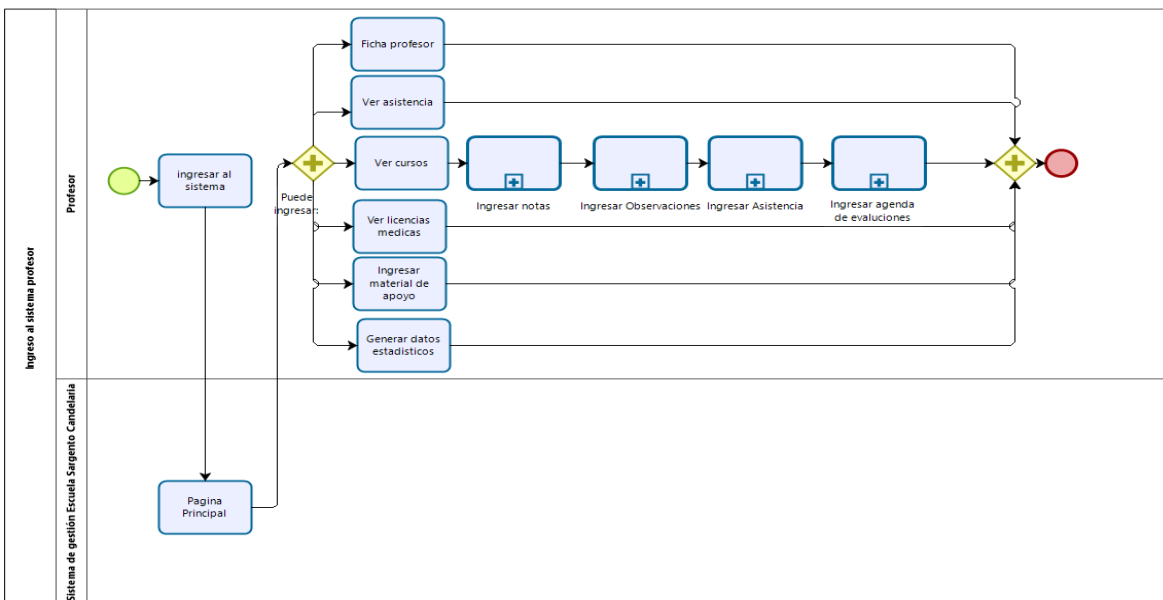 Ingreso al sistema profesor
Profesor
Sistema de gestión Escuela Sargento Candelaria
ingresar al
sistema
Pagina
Principal
Puede
ingresar:
Ficha profesor
Ver asistencia
Ver cursos
Ingresar notas
Ingresar Observaciones
Ingresar Asistencia
Ingresar agenda
de evaluciones
Ver licencias
medicas
Ingresar
material de
apoyo
Generar datos
estadisticos